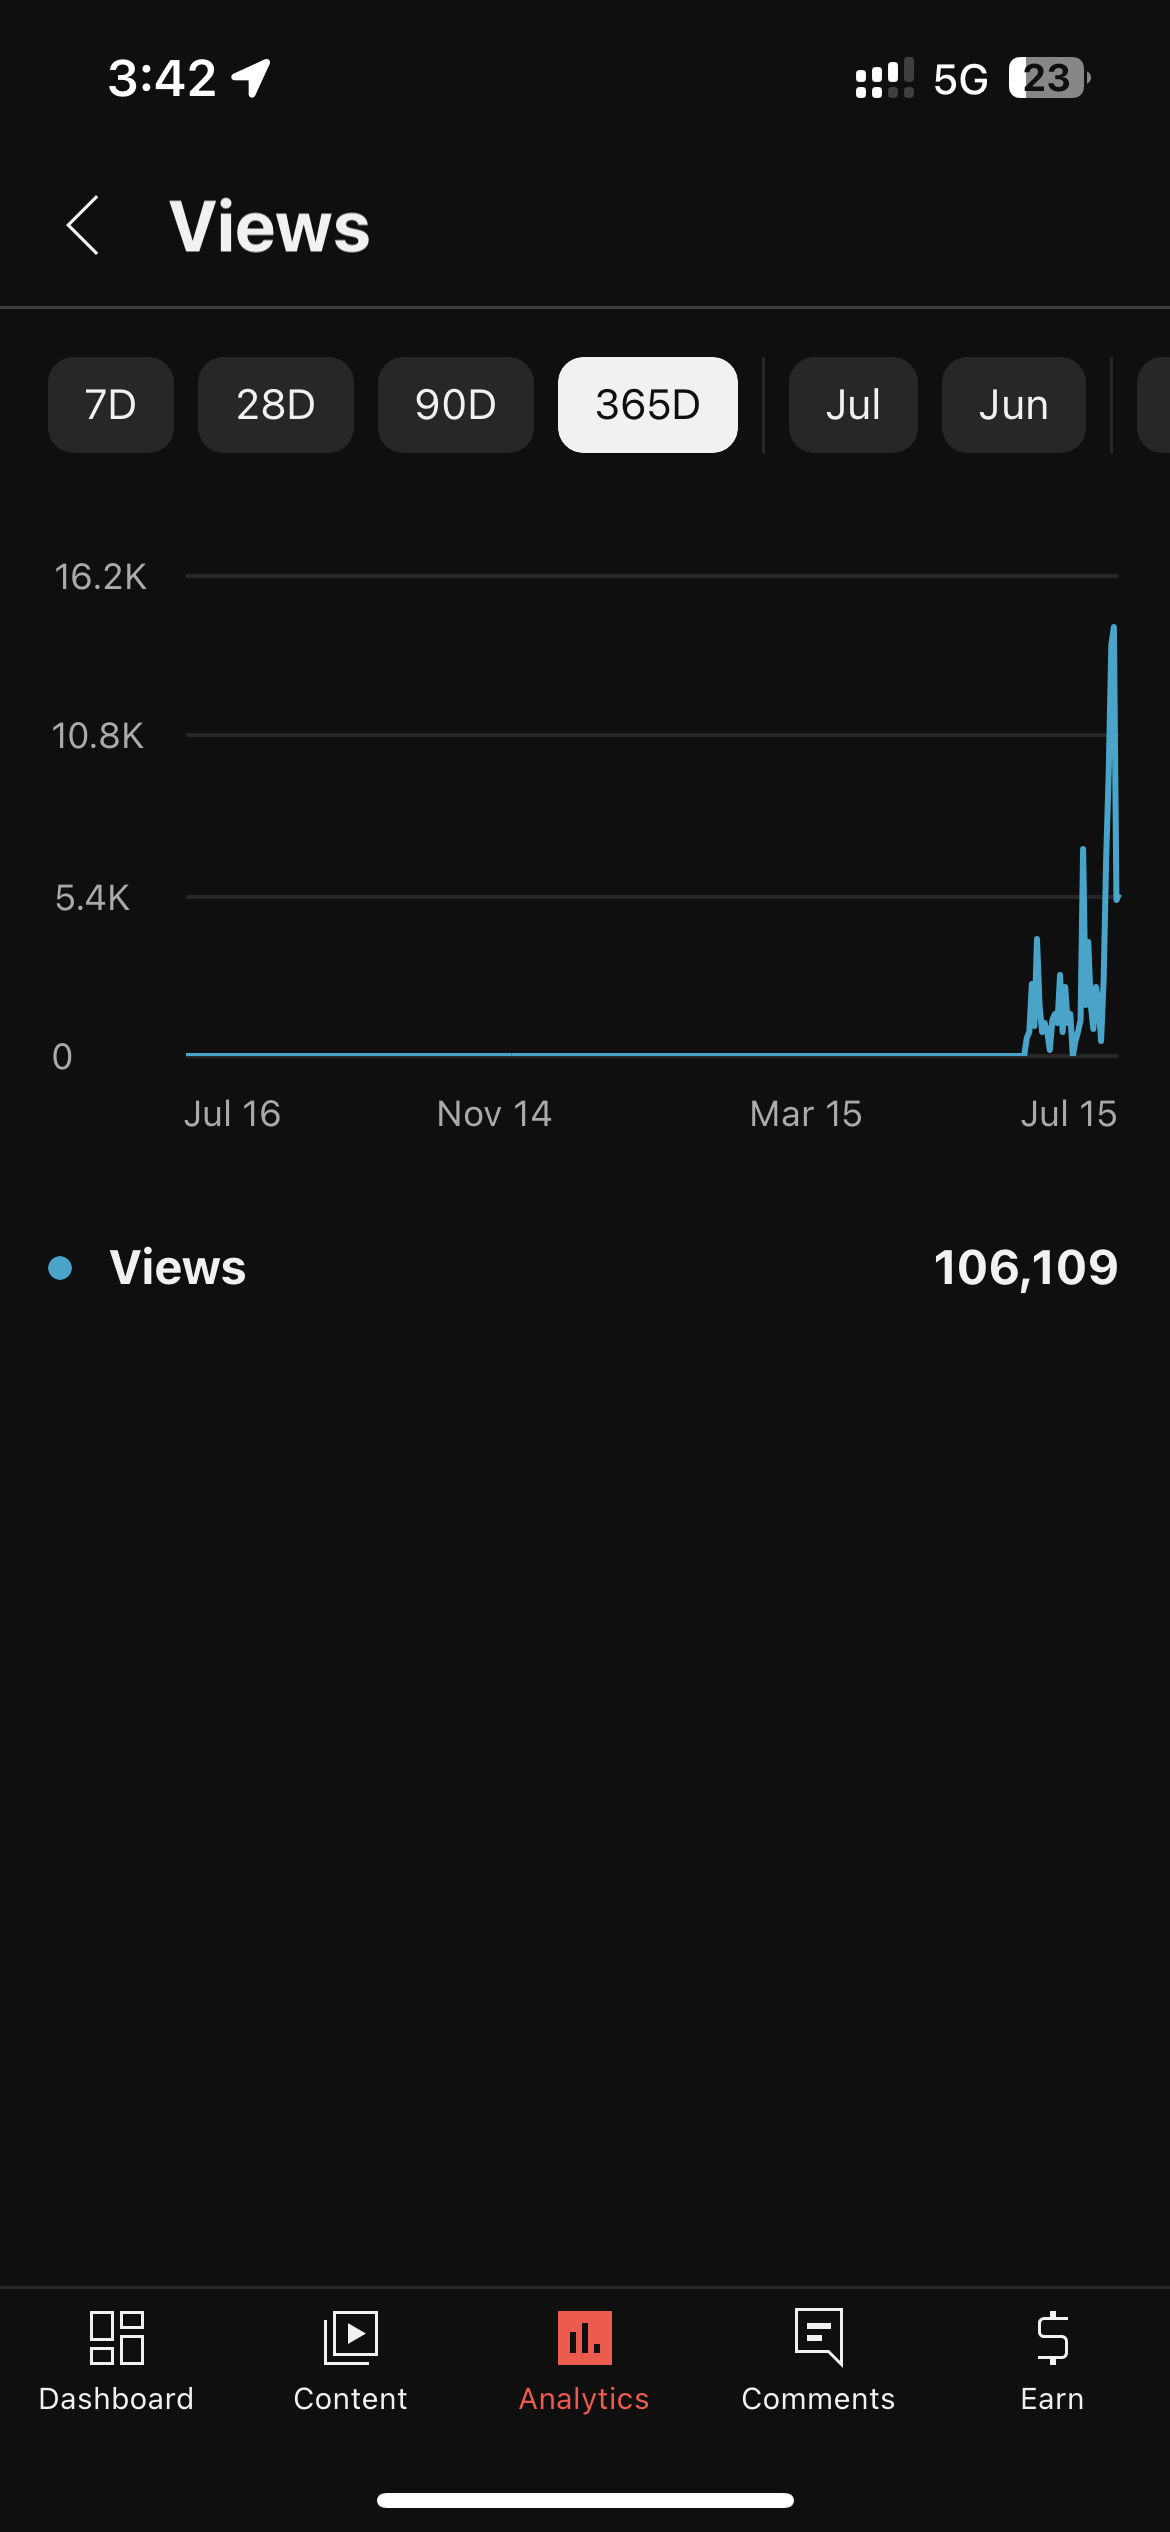 3:42 5G 23
Views
7D 28D 90D 365D Jul Jun
16.2K
10.8K
5.4K
0
Jul 16 Nov 14 Mar 15 Jul 15
Views 106,109
Dashboard Content Analytics Comments Earn